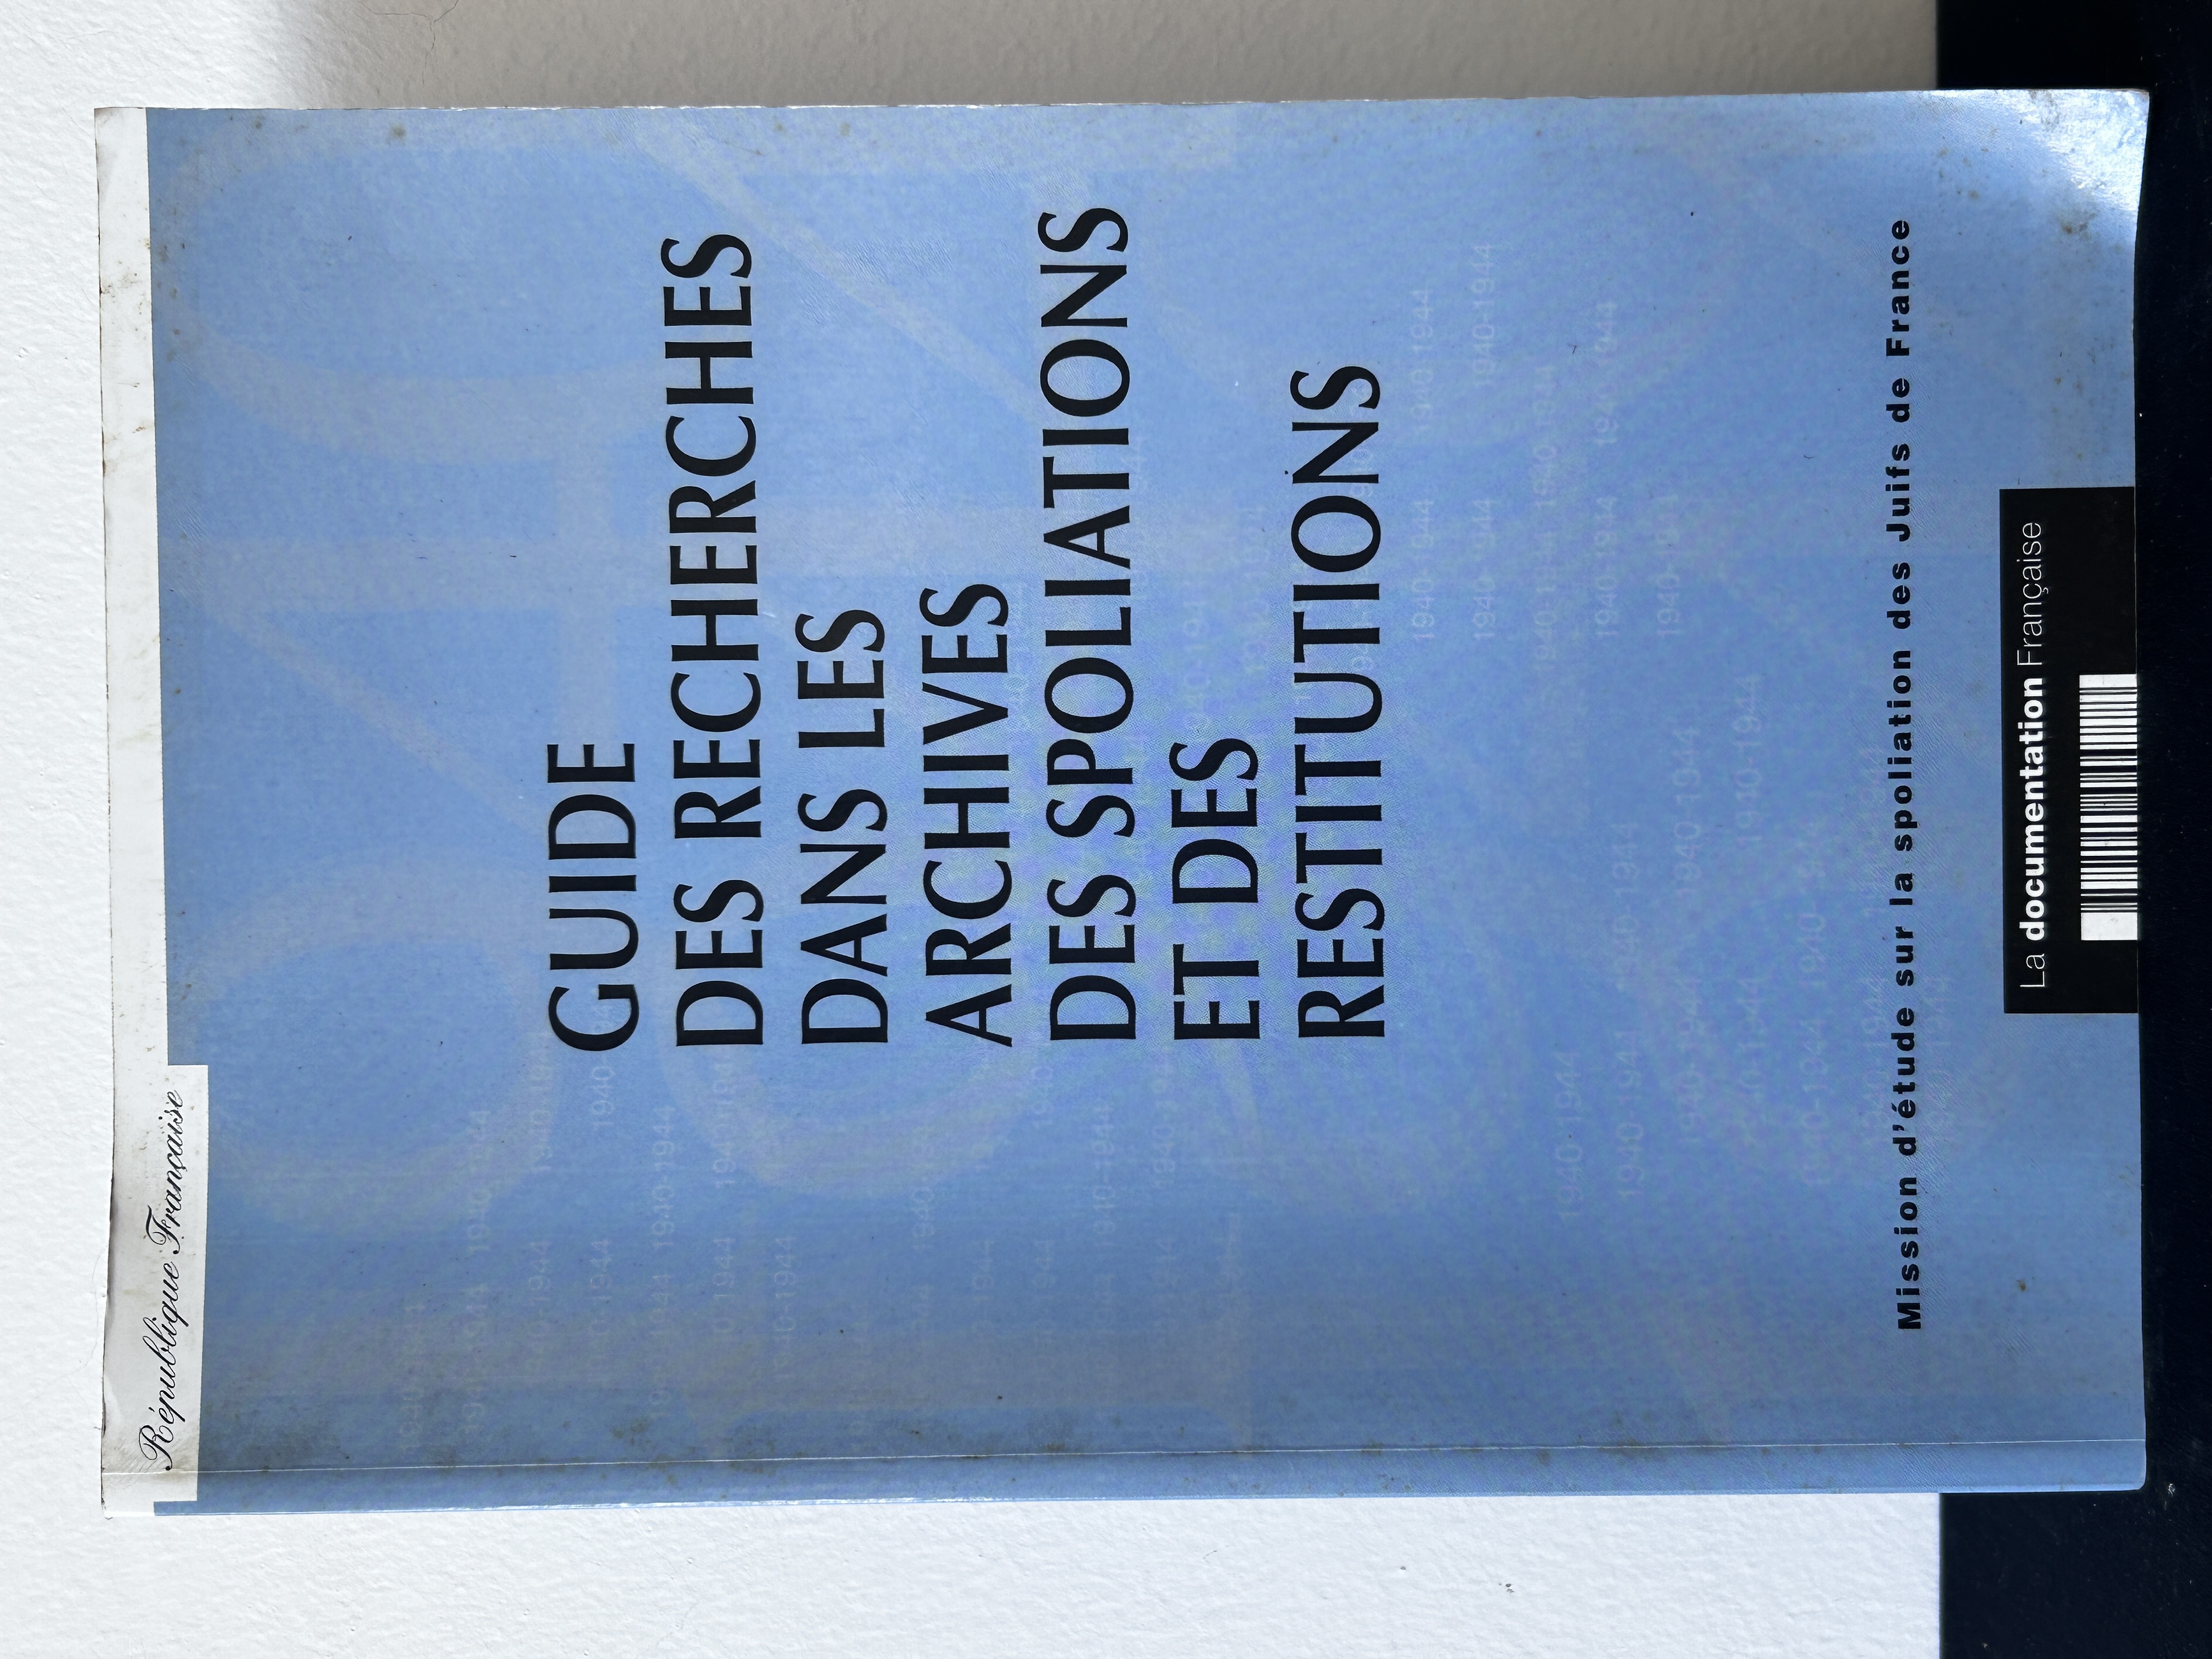 République Française
GUIDE
DES RECHERCHES
DANS LES
ARCHIVES
DES SPOLIATIONS
ET DES
RESTITUTIONS
Mission d'étude sur la spoliation des Juifs de France
La documentation Française